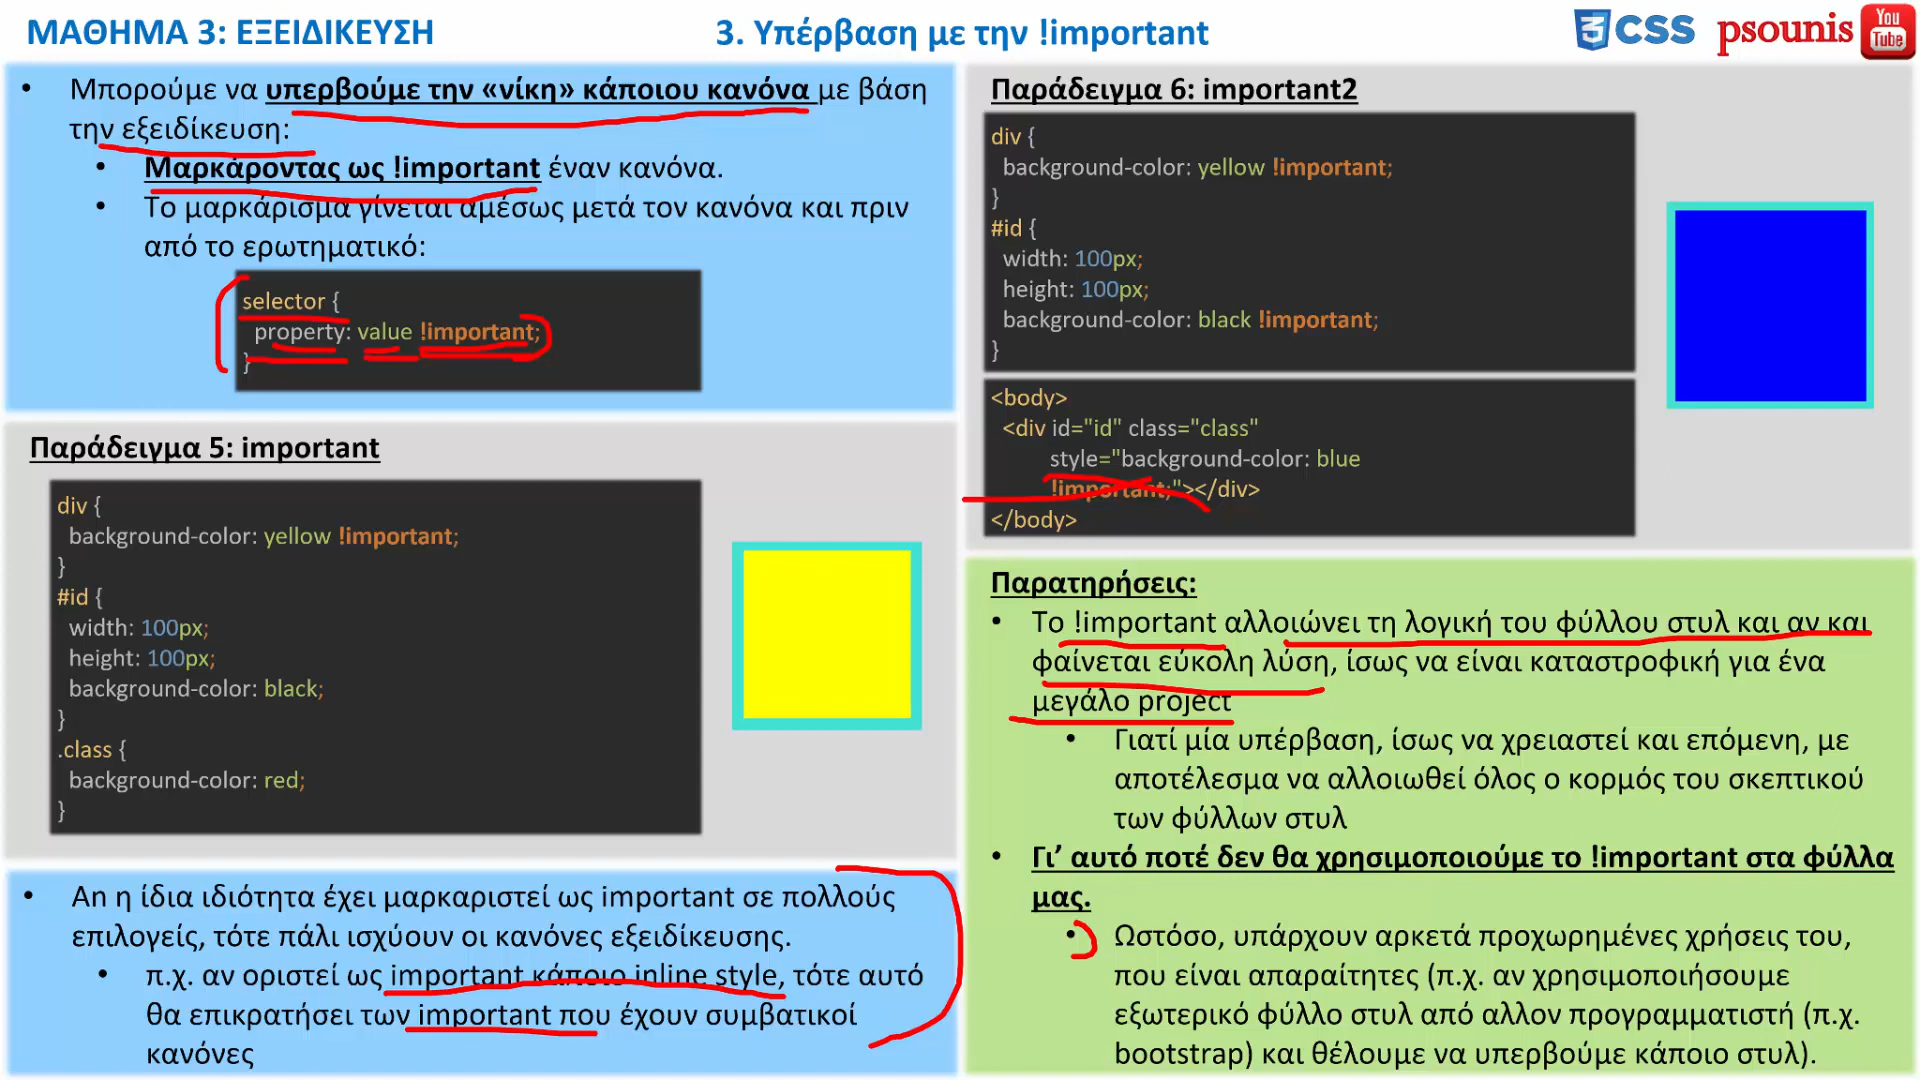 ΜΑΘΗΜΑ 3: ΕΞΕΙΔΙΚΕΥΣΗ
3. Υπέρβαση με την !important
CSS
psounis
You
Tube
• Μπορούμε να υπερβούμε την «νίκη» κάποιου κανόνα με βάση
την εξειδίκευση:
• Μαρκάροντας ως !important έναν κανόνα.
• Το μαρκάρισμα γίνεται αμέσως μετά τον κανόνα και πριν
από το ερωτηματικό:
selector {
property: value !important;
}
Παράδειγμα 5: important
div {
background-color: yellow !important;
}
#id {
width: 100px;
height: 100px;
background-color: black;
}
.class {
background-color: red;
}
• Αn η ίδια ιδιότητα έχει μαρκαριστεί ως important σε πολλούς
επιλογείς, τότε πάλι ισχύουν οι κανόνες εξειδίκευσης.
• π.χ. αν οριστεί ως important κάποιο inline style, τότε αυτό
θα επικρατήσει των important που έχουν συμβατικοί
κανόνες
Παράδειγμα 6: important2
div {
background-color: yellow !important;
}
#id {
width: 100px;
height: 100px;
background-color: black !important;
}
<body>
<div id="id" class="class"
style="background-color: blue
!important;"></div>
</body>
Παρατηρήσεις:
• Το !important αλλοιώνει τη λογική του φύλλου στυλ και αν και
φαίνεται εύκολη λύση, ίσως να είναι καταστροφική για ένα
μεγάλο project
• Γιατί μία υπέρβαση, ίσως να χρειαστεί και επόμενη, με
αποτέλεσμα να αλλοιωθεί όλος ο κορμός του σκεπτικού
των φύλλων στυλ
• Γι’ αυτό ποτέ δεν θα χρησιμοποιούμε το !important στα φύλλα
μας.
• Ωστόσο, υπάρχουν αρκετά προχωρημένες χρήσεις του,
που είναι απαραίτητες (π.χ. αν χρησιμοποιήσουμε
εξωτερικό φύλλο στυλ από αλλον προγραμματιστή (π.χ.
bootstrap) και θέλουμε να υπερβούμε κάποιο στυλ).